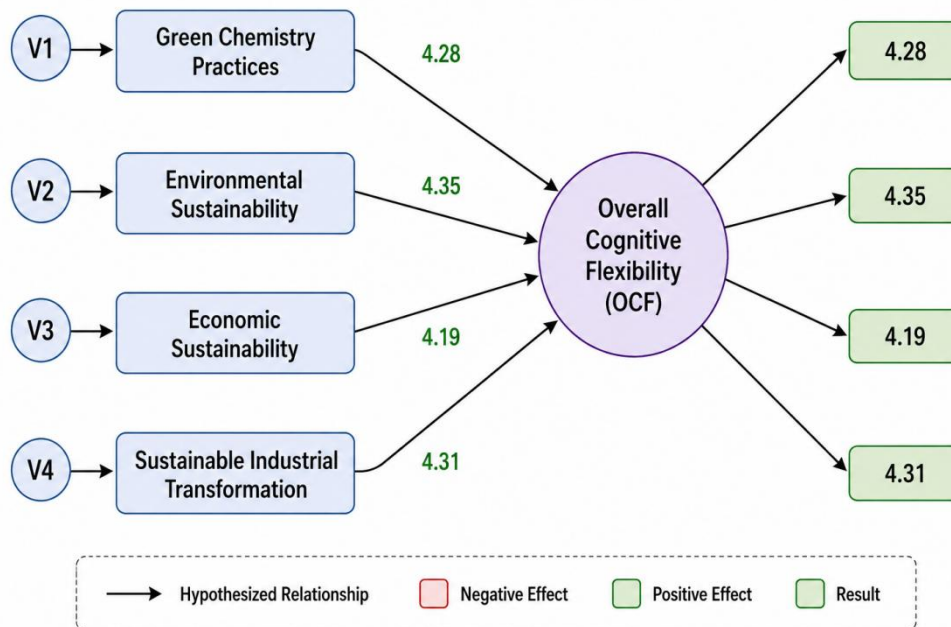 V1
Green Chemistry
Practices
4.28
4.28
V2
Environmental
Sustainability
4.35
4.35
Overall
Cognitive
Flexibility
(OCF)
V3
Economic
Sustainability
4.19
4.19
V4
Sustainable Industrial
Transformation
4.31
4.31
Hypothesized Relationship
Negative Effect
Positive Effect
Result